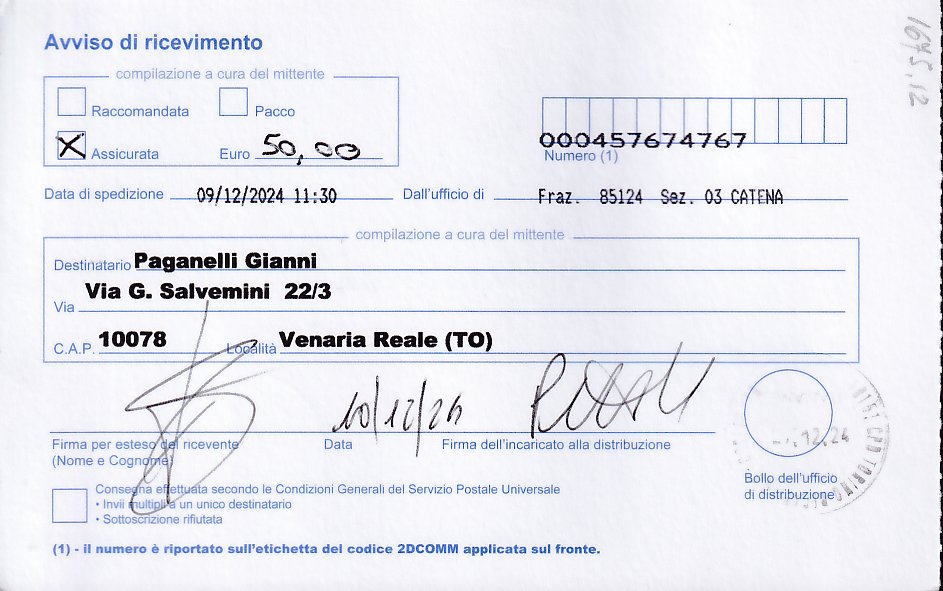 Avviso di ricevimento
compilazione a cura del mittente
Raccomandata Pacco
X Assicurata Euro 50,00
000457674767
Numero (1)
Data di spedizione 09/12/2024 11:30 Dall'ufficio di Fraz. 85124 Sez. 03 CATENA
compilazione a cura del mittente
Destinatario Paganelli Gianni
Via Via G. Salvemini 22/3
C.A.P. 10078 Località Venaria Reale (TO)
10/12/24
Firma per esteso del ricevente Data Firma dell'incaricato alla distribuzione
(Nome e Cognome)
12.24
Bollo dell'ufficio
di distribuzione
Consegna effettuata secondo le Condizioni Generali del Servizio Postale Universale
• Invii multipli a un unico destinatario
• Sottoscrizione rifiutata
(1) - il numero è riportato sull'etichetta del codice 2DCOMM applicata sul fronte.
1645,12